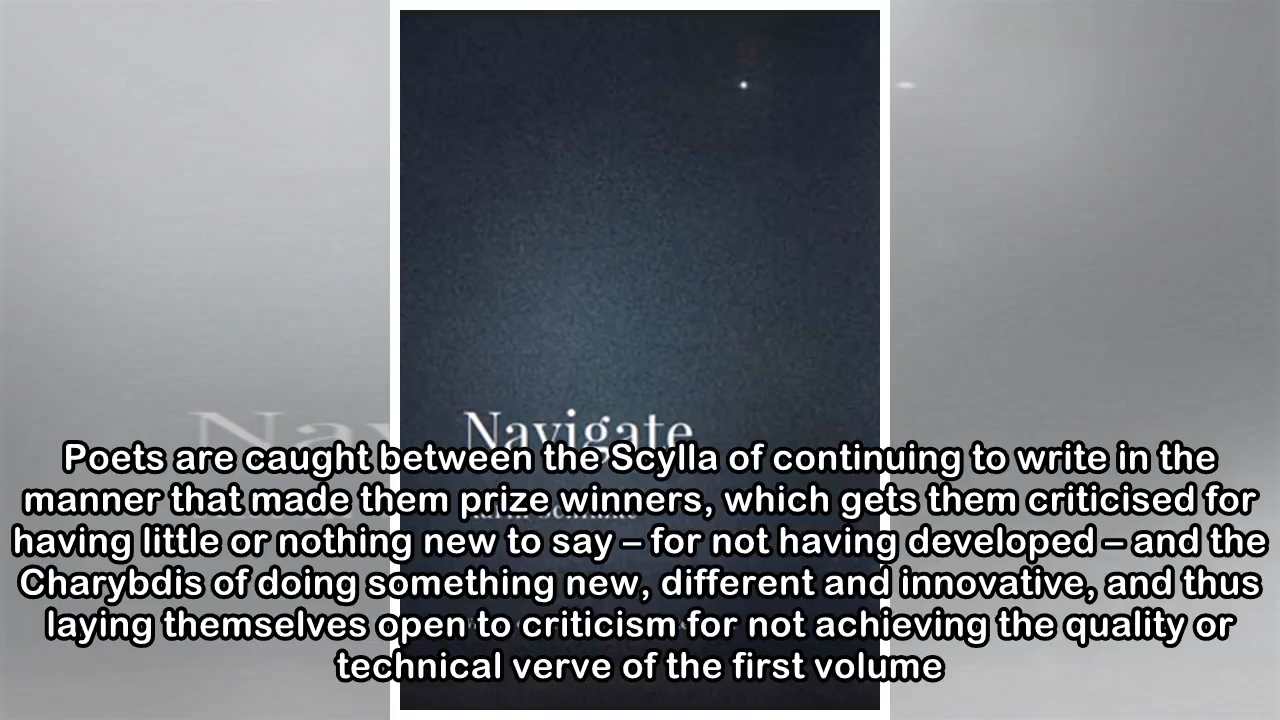 Nav
Navigate
Poets are caught between the Scylla of continuing to write in the
manner that made them prize winners, which gets them criticised for
having little or nothing new to say – for not having developed – and the
Charybdis of doing something new, different and innovative, and thus
laying themselves open to criticism for not achieving the quality or
technical verve of the first volume